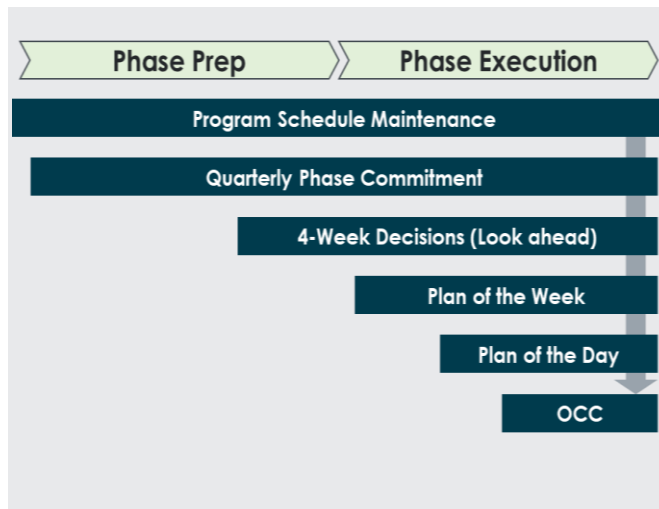 Phase Prep
Phase Execution
Program Schedule Maintenance
Quarterly Phase Commitment
4-Week Decisions (Look ahead)
Plan of the Week
Plan of the Day
OCC